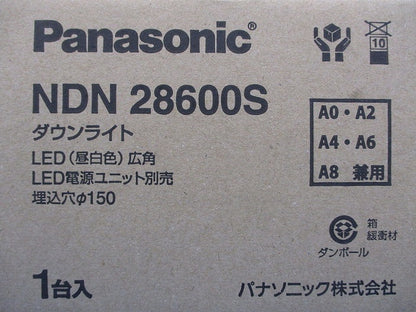 Panasonic
10
NDN 28600S
ダウンライト
LED（昼白色）広角
LED電源ユニット別売
埋込穴φ150
A0・A2
A4・A6
A8 兼用
箱
緩衝材
ダンボール
1台入
パナソニック株式会社